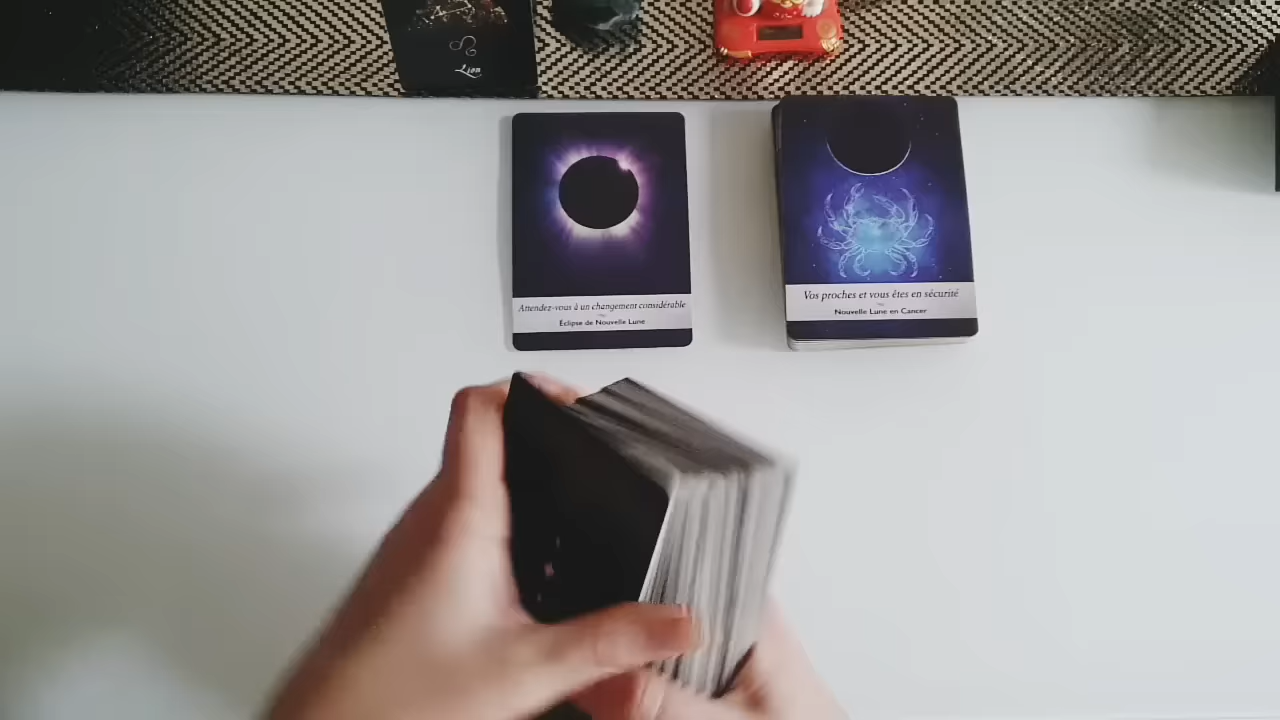 Lion
Attendez-vous à un changement considérable
Éclipse de Nouvelle Lune
Vos proches et vous êtes en sécurité
Nouvelle Lune en Cancer